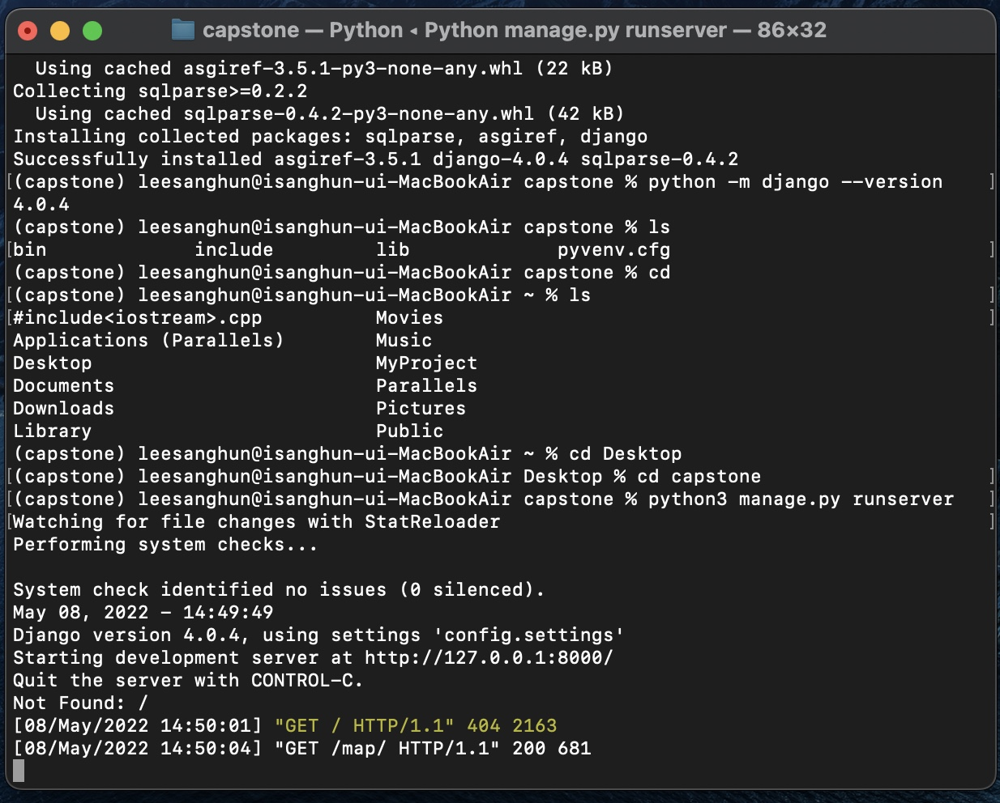 capstone — Python ◂ Python manage.py runserver — 86×32
  Using cached asgiref-3.5.1-py3-none-any.whl (22 kB)
Collecting sqlparse>=0.2.2
  Using cached sqlparse-0.4.2-py3-none-any.whl (42 kB)
Installing collected packages: sqlparse, asgiref, django
Successfully installed asgiref-3.5.1 django-4.0.4 sqlparse-0.4.2
[(capstone) leesanghun@isanghun-ui-MacBookAir capstone % python -m django --version ]
4.0.4
(capstone) leesanghun@isanghun-ui-MacBookAir capstone % ls
[bin             include         lib             pyvenv.cfg ]
(capstone) leesanghun@isanghun-ui-MacBookAir capstone % cd
[(capstone) leesanghun@isanghun-ui-MacBookAir ~ % ls ]
[#include<iostream>.cpp          Movies ]
Applications (Parallels)        Music
Desktop                         MyProject
Documents                       Parallels
Downloads                       Pictures
Library                         Public
(capstone) leesanghun@isanghun-ui-MacBookAir ~ % cd Desktop
[(capstone) leesanghun@isanghun-ui-MacBookAir Desktop % cd capstone ]
[(capstone) leesanghun@isanghun-ui-MacBookAir capstone % python3 manage.py runserver ]
[Watching for file changes with StatReloader ]
Performing system checks...

System check identified no issues (0 silenced).
May 08, 2022 - 14:49:49
Django version 4.0.4, using settings 'config.settings'
Starting development server at http://127.0.0.1:8000/
Quit the server with CONTROL-C.
Not Found: /
[08/May/2022 14:50:01] "GET / HTTP/1.1" 404 2163
[08/May/2022 14:50:04] "GET /map/ HTTP/1.1" 200 681